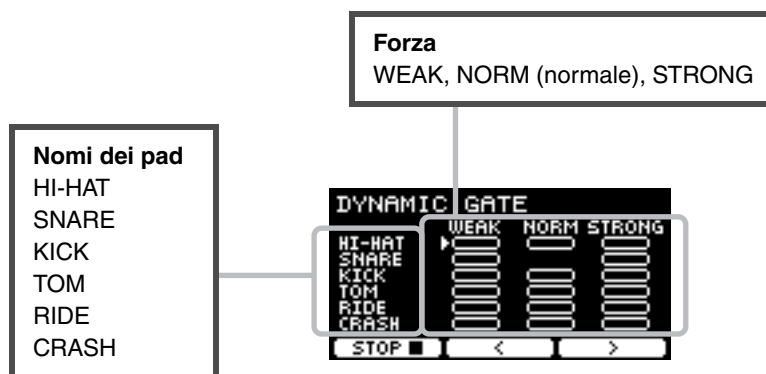 Forza
WEAK, NORM (normale), STRONG
Nomi dei pad
HI-HAT
SNARE
KICK
TOM
RIDE
CRASH
DYNAMIC GATE
WEAK NORM STRONG
HI-HAT
SNARE
KICK
TOM
RIDE
CRASH
STOP ■ < >